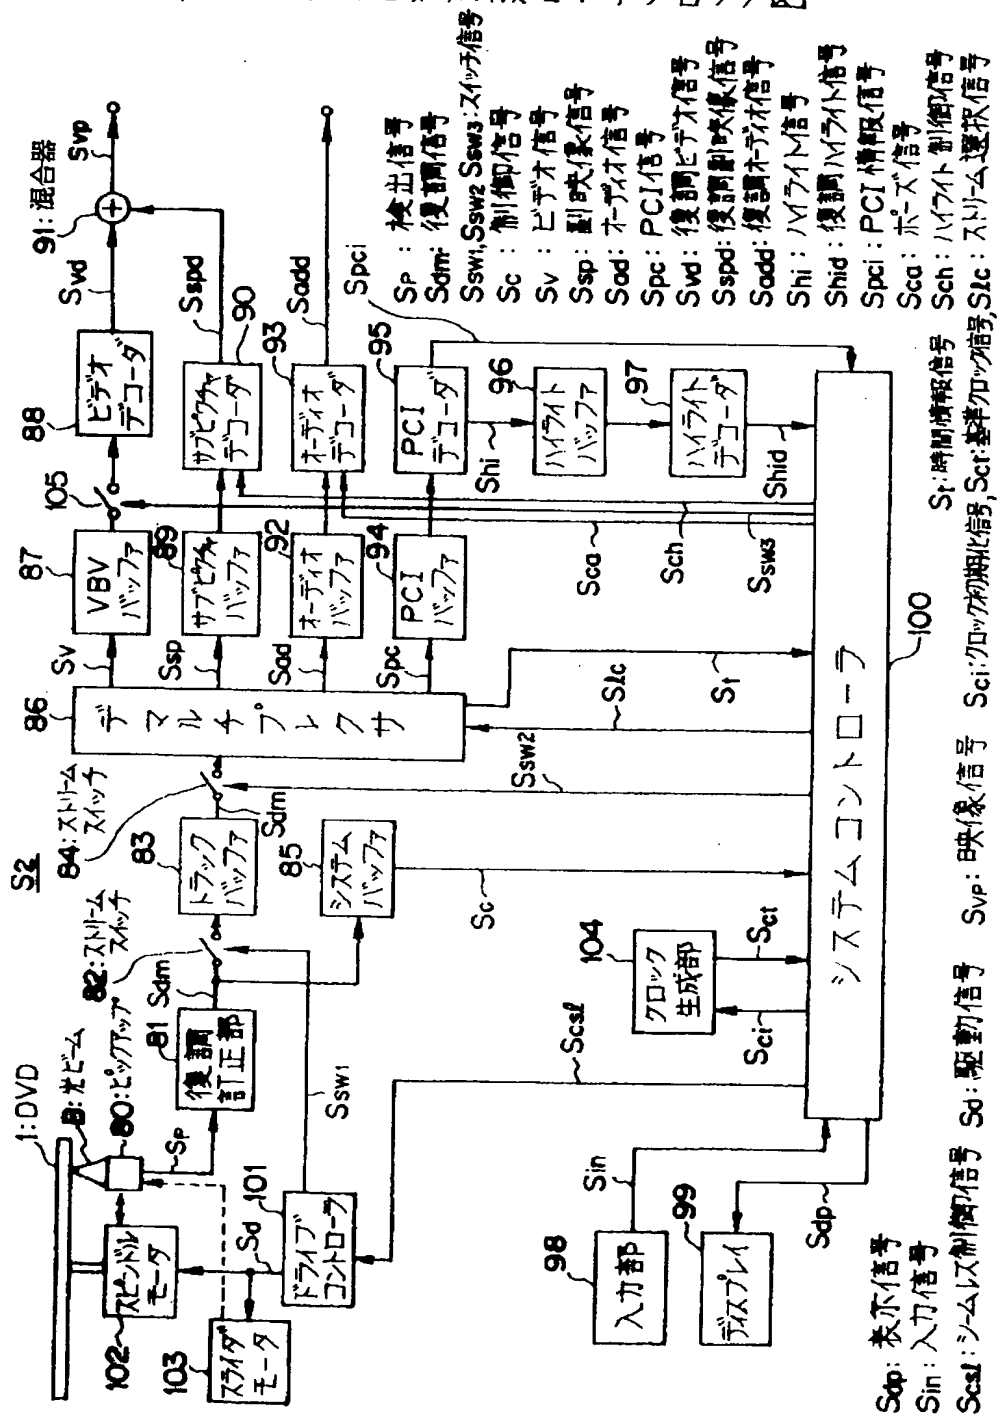 S2
1:DVD
B:光ビーム
80:ピックアップ
82:ストリーム
スイッチ
84:ストリーム
スイッチ
86
87
105
88
91:混合器
スピンドル
モータ
102
スライダ
モータ
103
ドライブ
コントローラ
101
Sd
Sp
復調
訂正部
81
Sdm
Ssw1
トラック
バッファ
83
Sdm
システム
バッファ
85
Sc
Ssw2
デマルチプレクサ
Sv
Ssp
Sad
Spc
VBV
バッファ
サブピクチャ
バッファ
89
オーディオ
バッファ
92
PCI
バッファ
94
ビデオ
デコーダ
サブピクチャ
デコーダ
90
オーディオ
デコーダ
93
PCI
デコーダ
95
Svd
Svp
Sspd
Sadd
Spci
Shi
ハイライト
バッファ
96
ハイライト
デコーダ
97
Shid
Sca
Sch
Ssw3
Slc
St
クロック
生成部
104
Sci
Sct
Scsl
入力部
98
Sin
ディスプレイ
99
Sdp
システムコントローラ
100
Sp:検出信号
Sdm:復調信号
Ssw1,Ssw2 Ssw3:スイッチ信号
Sc:制御信号
Sv:ビデオ信号
Ssp:副映像信号
Sad:オーディオ信号
Spc:PCI信号
Svd:復調ビデオ信号
Sspd:復調副映像信号
Sadd:復調オーディオ信号
Shi:ハイライト信号
Shid:復調ハイライト信号
Spci:PCI情報信号
Sca:ポーズ信号
Sch:ハイライト制御信号
St:時間情報信号
Sdp:表示信号
Sin:入力信号
Sd:駆動信号
Svp:映像信号
Sci:クロック初期化信号,Sct:基準クロック信号,Slc:ストリーム選択信号
Scsl:シームレス制御信号